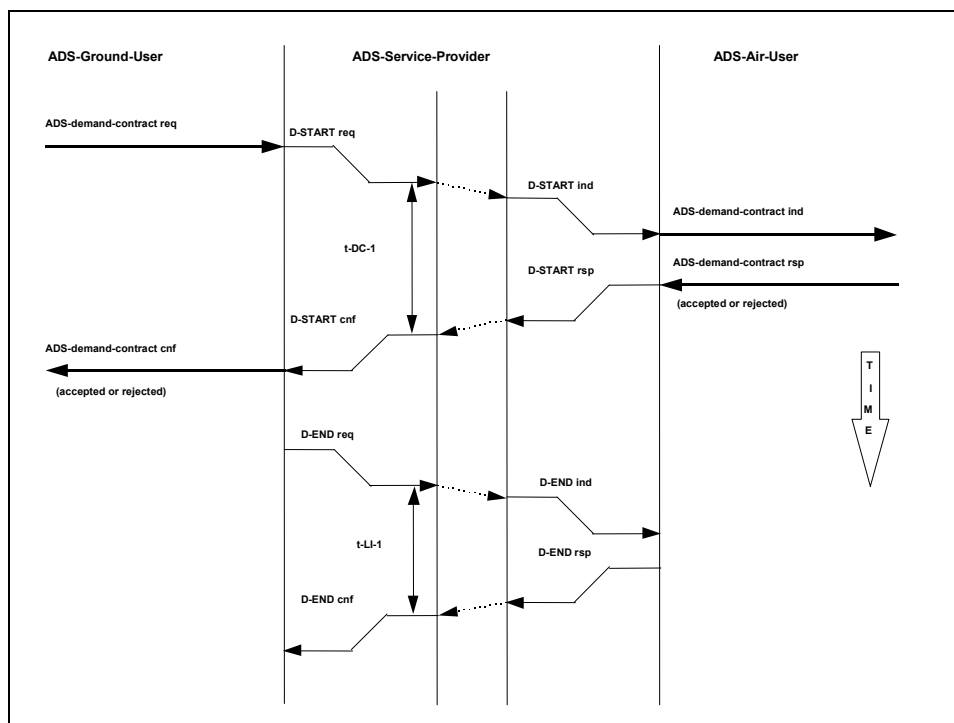 ADS-Ground-User
ADS-Service-Provider
ADS-Air-User
ADS-demand-contract req
D-START req
D-START ind
ADS-demand-contract ind
t-DC-1
D-START rsp
ADS-demand-contract rsp
(accepted or rejected)
D-START cnf
ADS-demand-contract cnf
(accepted or rejected)
TIME
D-END req
D-END ind
t-LI-1
D-END rsp
D-END cnf